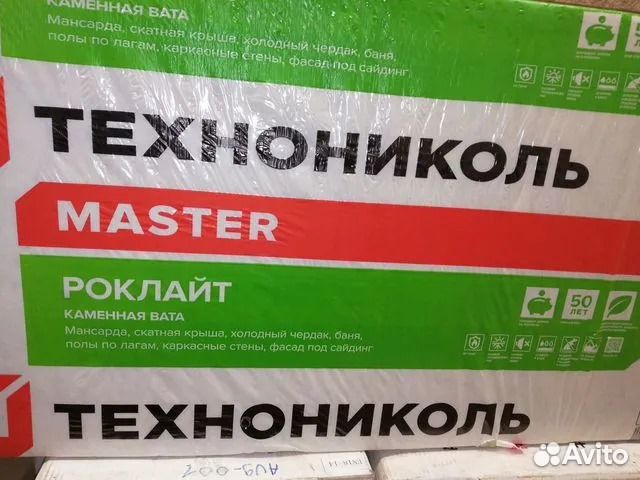 КАМЕННАЯ ВАТА
Мансарда, скатная крыша, холодный чердак, баня,
полы по лагам, каркасные стены, фасад под сайдинг
ТЕХНОНИКОЛЬ
MASTER
РОКЛАЙТ
КАМЕННАЯ ВАТА
Мансарда, скатная крыша, холодный чердак, баня,
полы по лагам, каркасные стены, фасад под сайдинг
50
ЛЕТ
ТЕХНОНИКОЛЬ
AU9-002
Avito